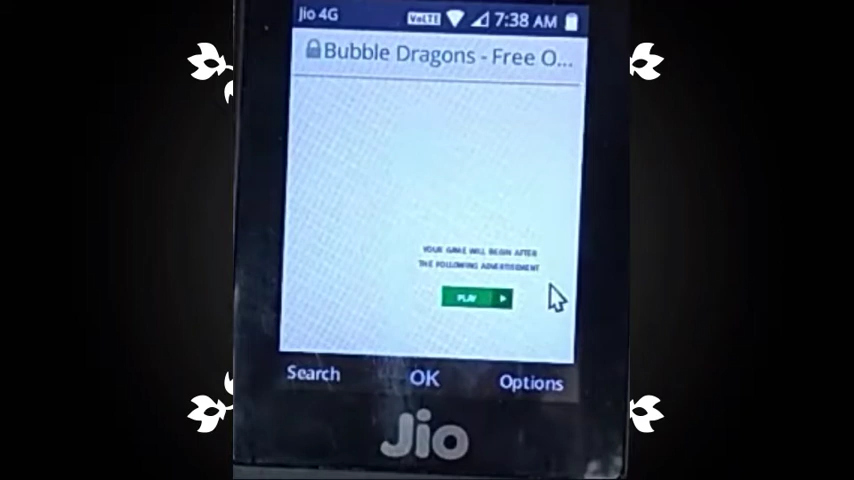 Jio 4G VoLTE 7:38 AM
Bubble Dragons - Free O...
YOUR GAME WILL BEGIN AFTER
THE FOLLOWING ADVERTISEMENT
PLAY
Search OK Options
Jio